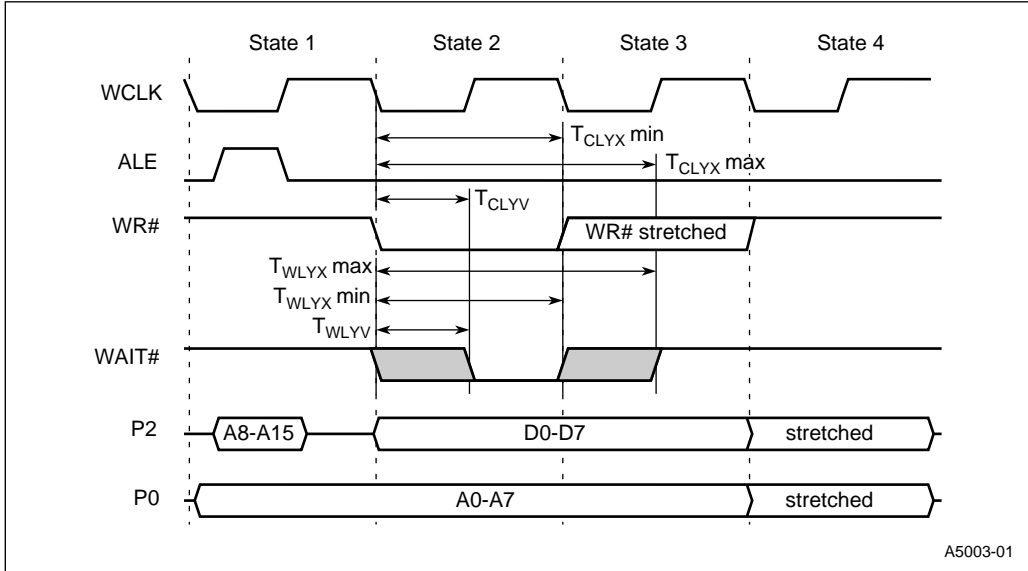 State 1 State 2 State 3 State 4
WCLK
T_CLYX min
ALE
T_CLYX max
T_CLYV
WR#
WR# stretched
T_WLYX max
T_WLYX min
T_WLYV
WAIT#
P2 A8-A15 D0-D7 stretched
P0 A0-A7 stretched
A5003-01